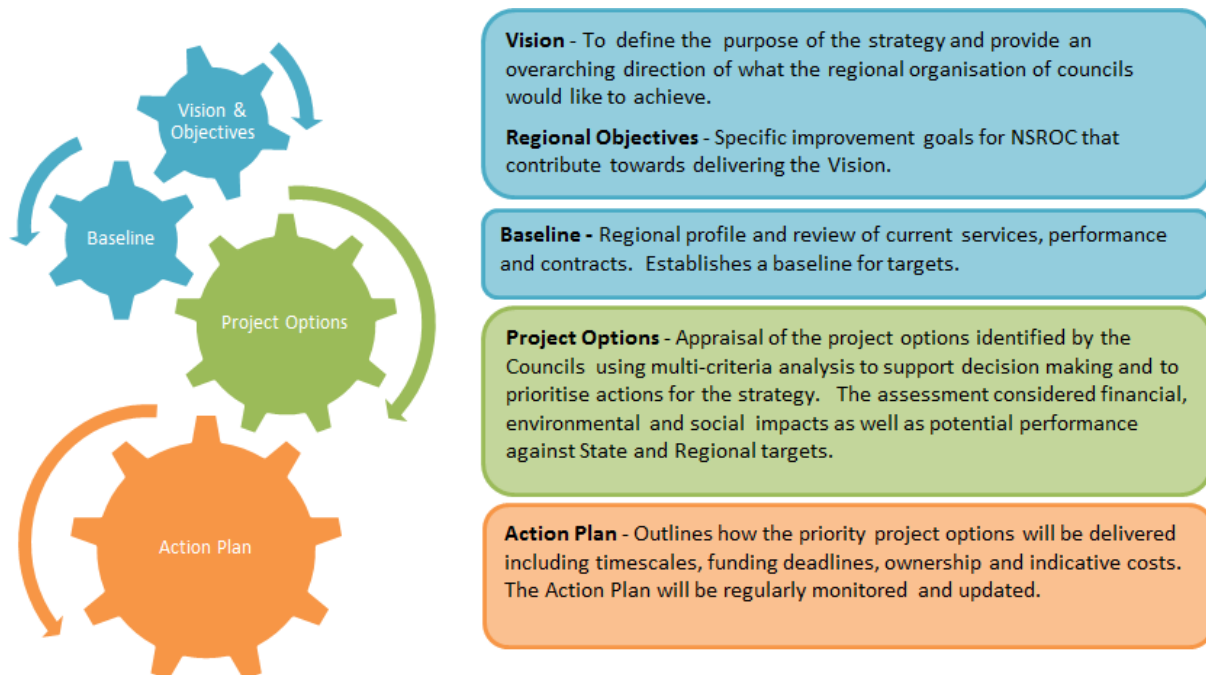 Vision &
Objectives
Baseline
Project Options
Action Plan
Vision - To define the purpose of the strategy and provide an
overarching direction of what the regional organisation of councils
would like to achieve.
Regional Objectives - Specific improvement goals for NSROC that
contribute towards delivering the Vision.
Baseline - Regional profile and review of current services, performance
and contracts. Establishes a baseline for targets.
Project Options - Appraisal of the project options identified by the
Councils using multi-criteria analysis to support decision making and to
prioritise actions for the strategy. The assessment considered financial,
environmental and social impacts as well as potential performance
against State and Regional targets.
Action Plan - Outlines how the priority project options will be delivered
including timescales, funding deadlines, ownership and indicative costs.
The Action Plan will be regularly monitored and updated.